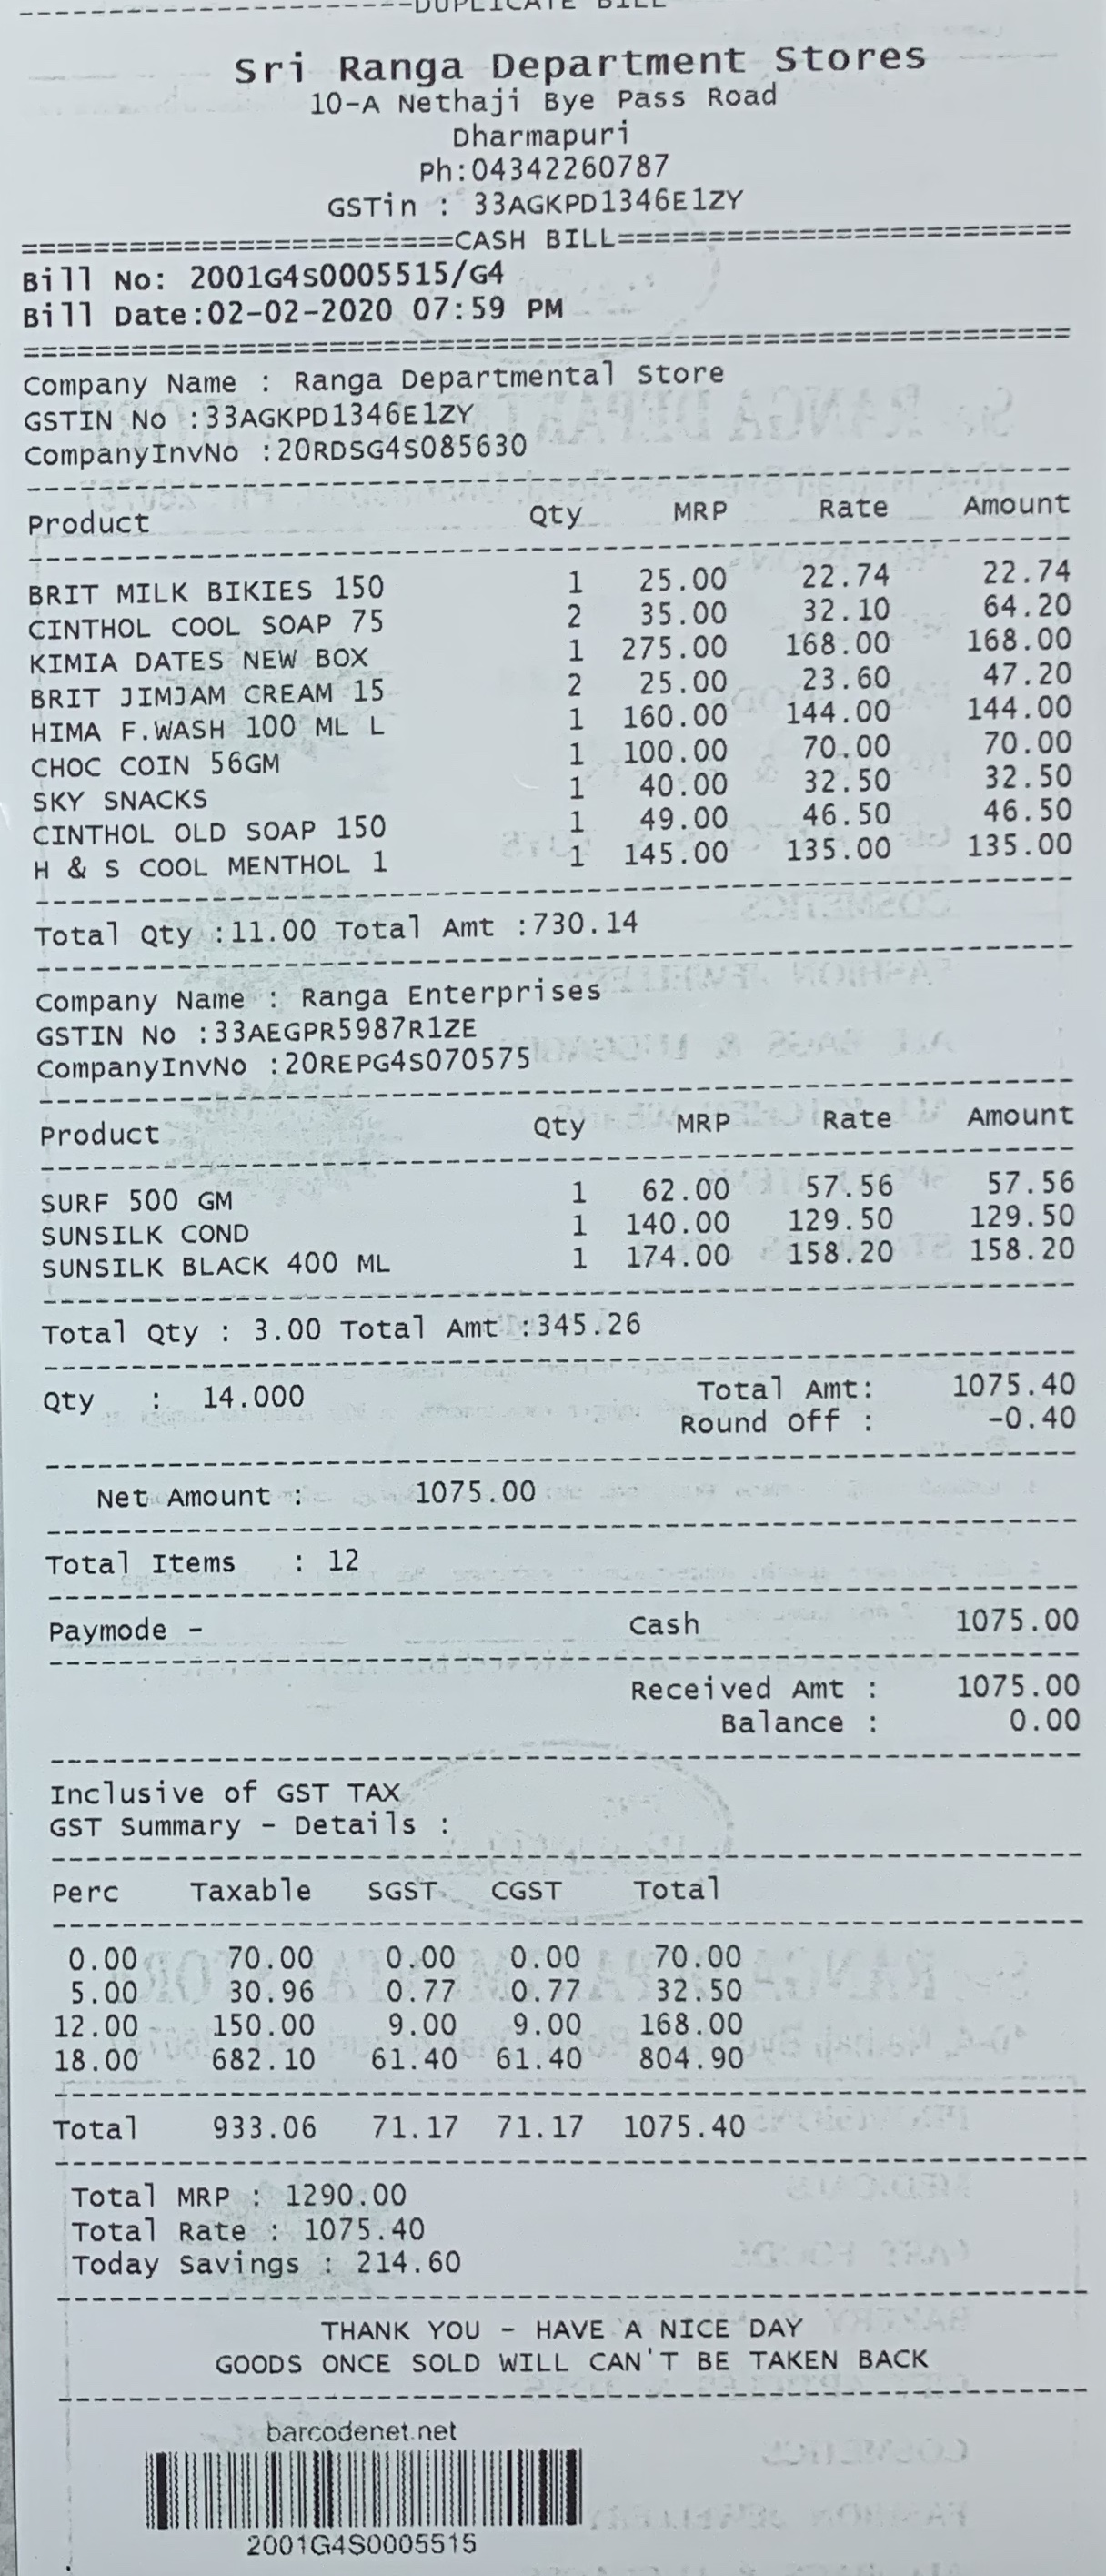 ------------------------DUPLICATE BILL
Sri Ranga Department Stores
10-A Nethaji Bye Pass Road
Dharmapuri
Ph:04342260787
GSTin : 33AGKPD1346E1ZY
========================CASH BILL=========================
Bill No: 2001G4S0005515/G4
Bill Date:02-02-2020 07:59 PM
Company Name : Ranga Departmental Store
GSTIN No :33AGKPD1346E1ZY
CompanyInvNo :20RDSG4S085630
Product Qty MRP Rate Amount
BRIT MILK BIKIES 150 1 25.00 22.74 22.74
CINTHOL COOL SOAP 75 2 35.00 32.10 64.20
KIMIA DATES NEW BOX 1 275.00 168.00 168.00
BRIT JIMJAM CREAM 15 2 25.00 23.60 47.20
HIMA F.WASH 100 ML L 1 160.00 144.00 144.00
CHOC COIN 56GM 1 100.00 70.00 70.00
SKY SNACKS 1 40.00 32.50 32.50
CINTHOL OLD SOAP 150 1 49.00 46.50 46.50
H & S COOL MENTHOL 1 1 145.00 135.00 135.00
Total Qty :11.00 Total Amt :730.14
Company Name : Ranga Enterprises
GSTIN No :33AEGPR5987R1ZE
CompanyInvNo :20REPG4S070575
Product Qty MRP Rate Amount
SURF 500 GM 1 62.00 57.56 57.56
SUNSILK COND 1 140.00 129.50 129.50
SUNSILK BLACK 400 ML 1 174.00 158.20 158.20
Total Qty : 3.00 Total Amt :345.26
Qty : 14.000 Total Amt: 1075.40
Round Off : -0.40
Net Amount : 1075.00
Total Items : 12
Paymode - Cash 1075.00
Received Amt : 1075.00
Balance : 0.00
Inclusive of GST TAX
GST Summary - Details :
Perc Taxable SGST CGST Total
0.00 70.00 0.00 0.00 70.00
5.00 30.96 0.77 0.77 32.50
12.00 150.00 9.00 9.00 168.00
18.00 682.10 61.40 61.40 804.90
Total 933.06 71.17 71.17 1075.40
Total MRP : 1290.00
Total Rate : 1075.40
Today Savings : 214.60
THANK YOU - HAVE A NICE DAY
GOODS ONCE SOLD WILL CAN'T BE TAKEN BACK
barcodenet.net
2001G4S0005515